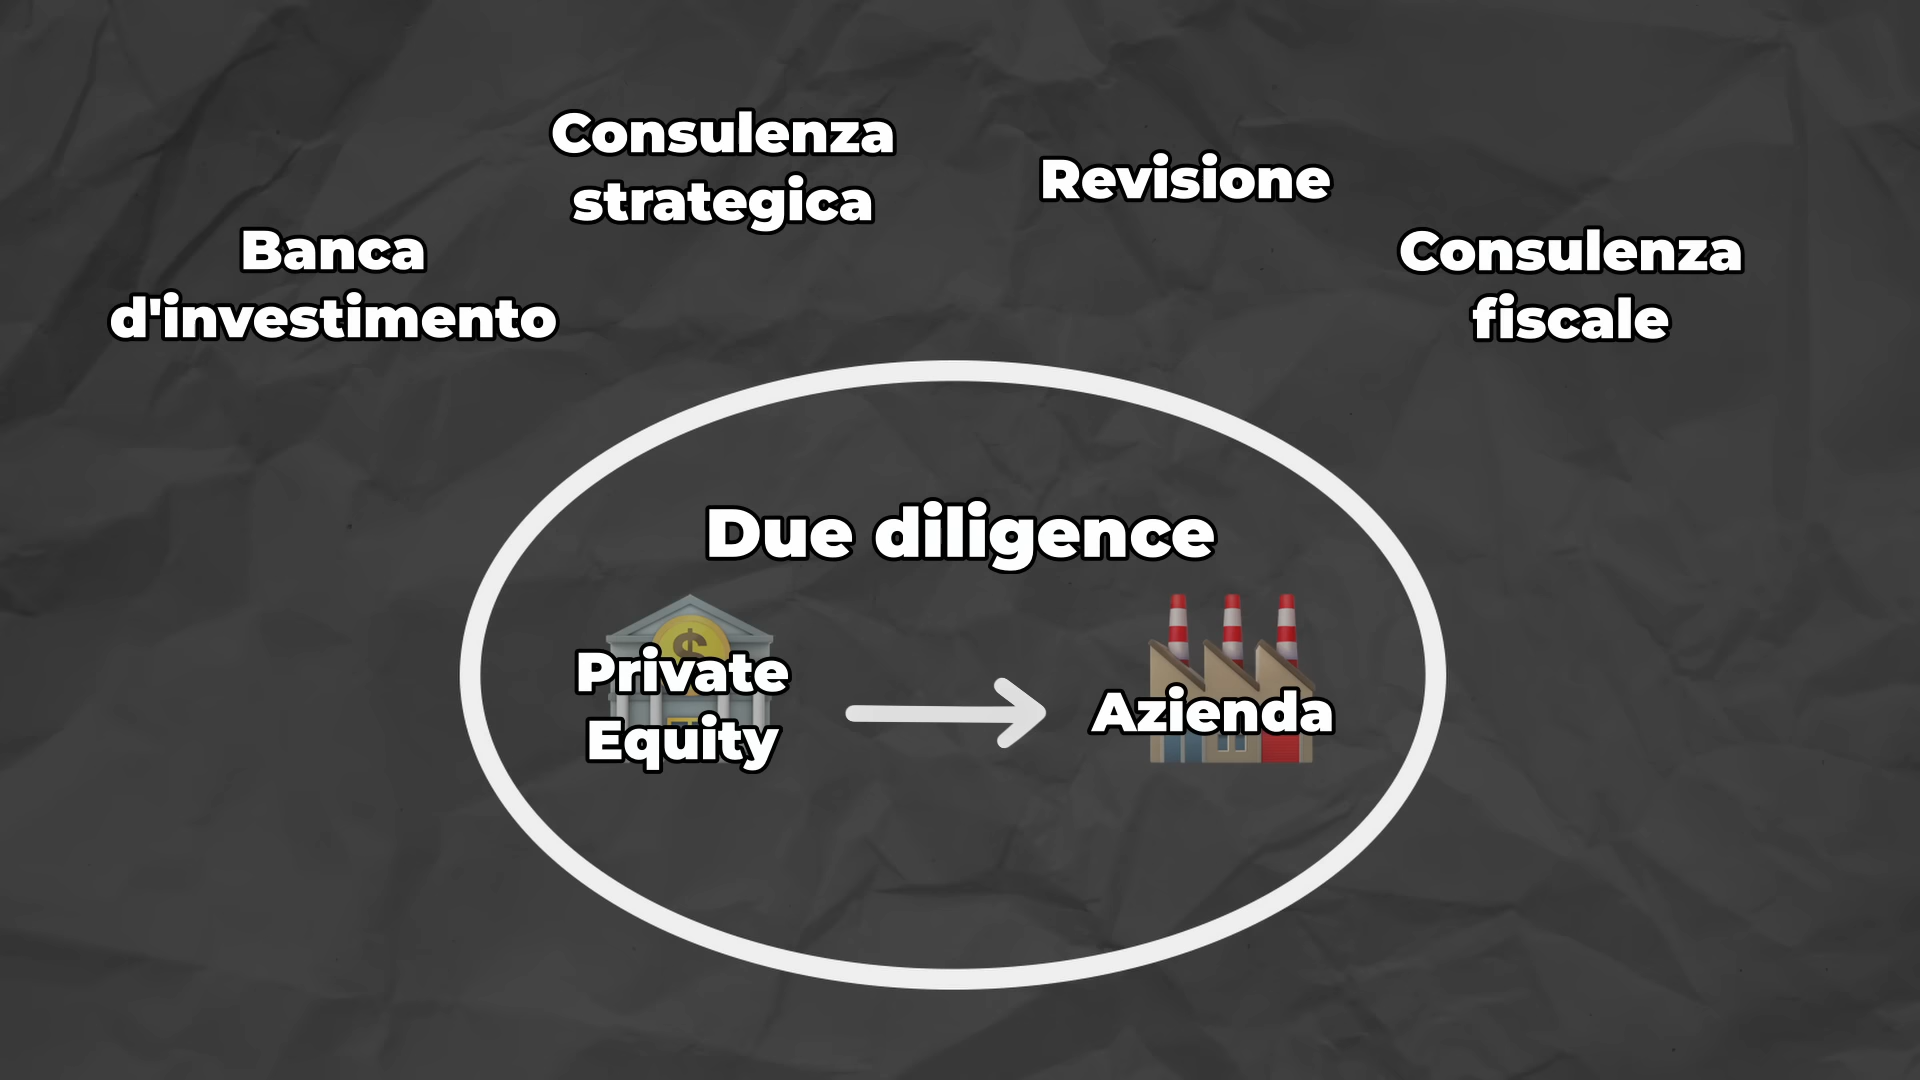 Consulenza
strategica
Revisione
Banca
d'investimento
Consulenza
fiscale
Due diligence
$
Private
Equity
Azienda